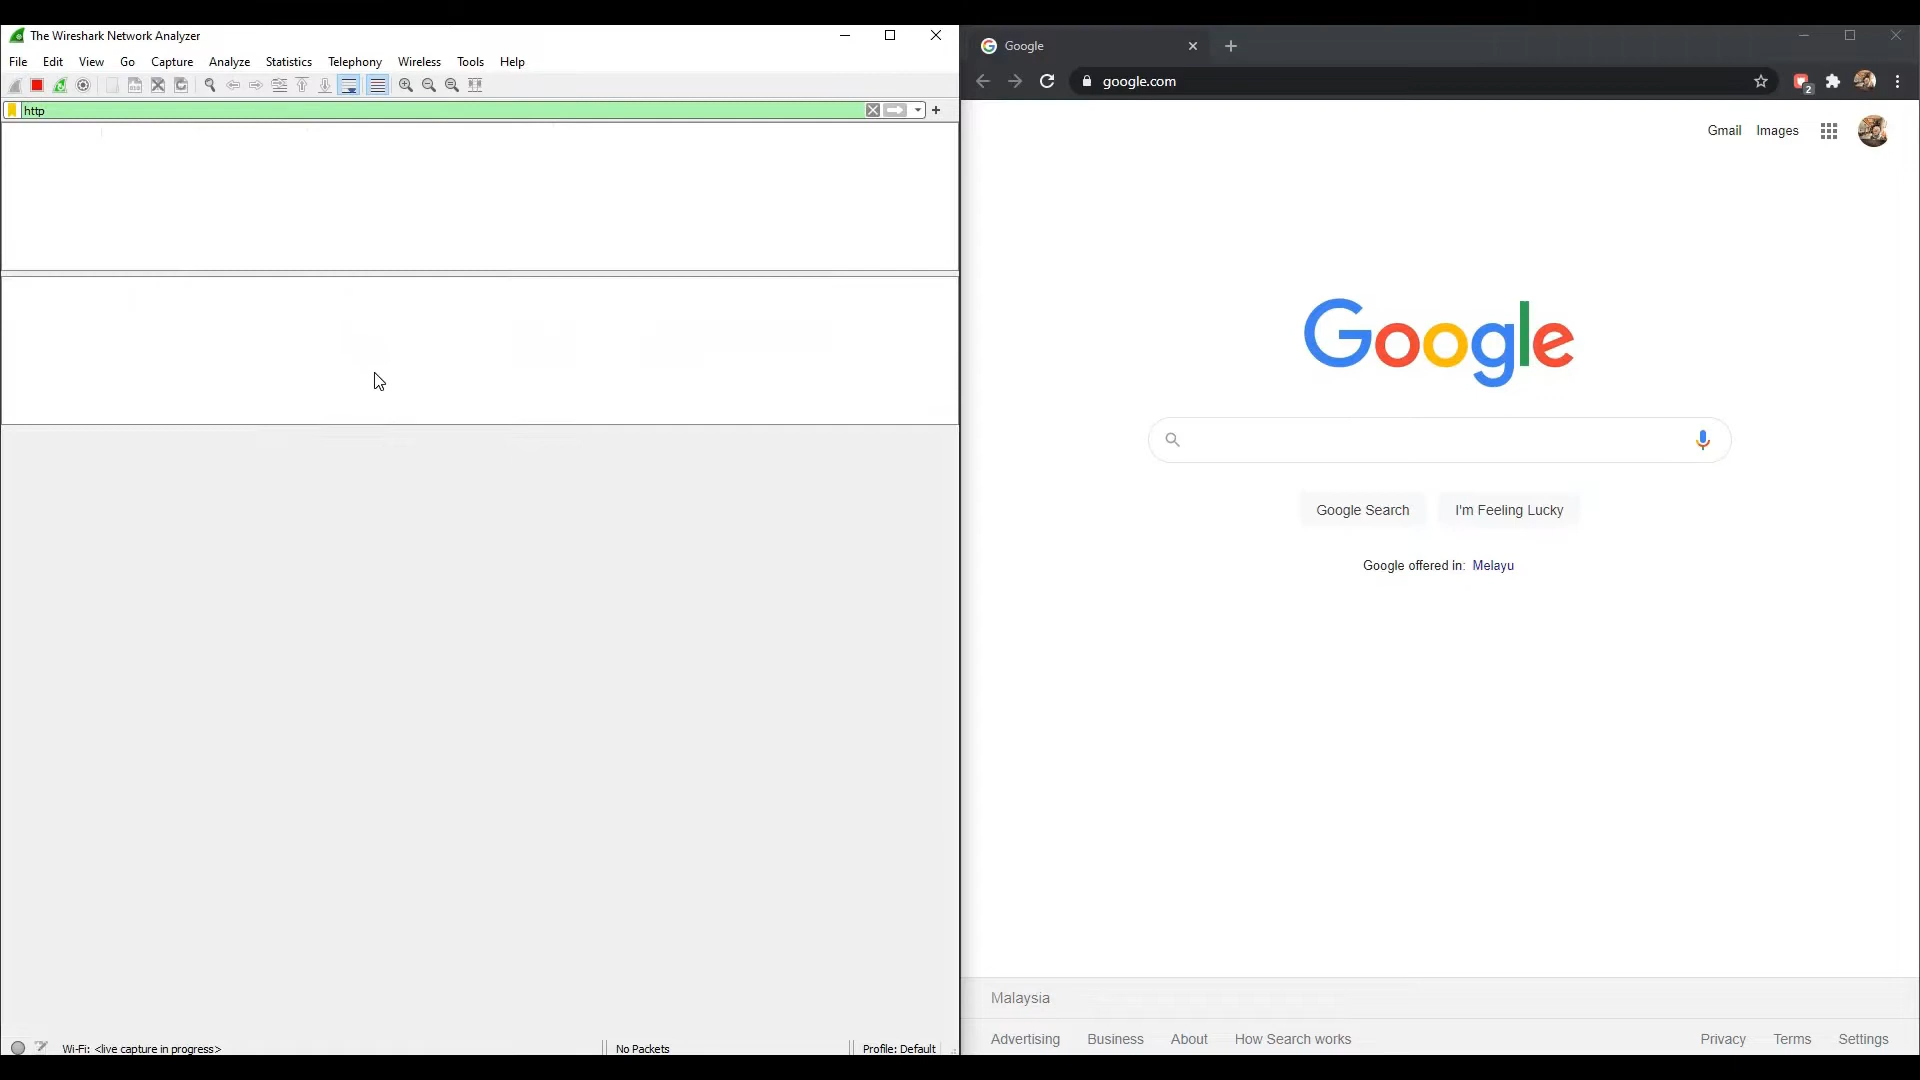 The Wireshark Network Analyzer
File Edit View Go Capture Analyze Statistics Telephony Wireless Tools Help
http
Wi-Fi: <live capture in progress>
No Packets
Profile: Default
Google
google.com
2
Gmail Images
Google
Google Search I'm Feeling Lucky
Google offered in: Melayu
Malaysia
Advertising Business About How Search works Privacy Terms Settings